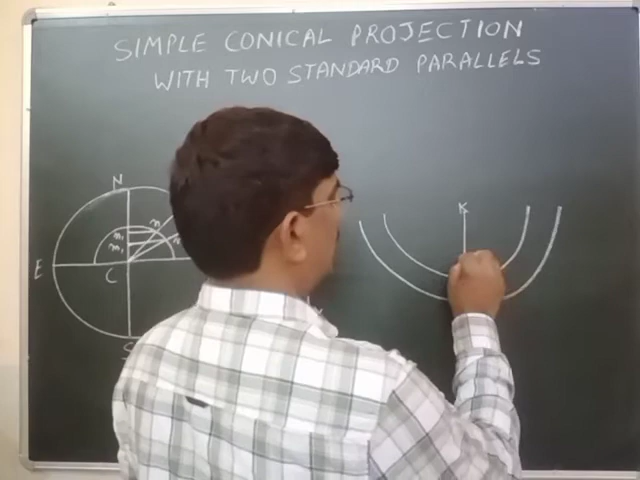 SIMPLE CONICAL PROJECTION
WITH TWO STANDARD PARALLELS
N
K
n
m
m
n
E
C
S